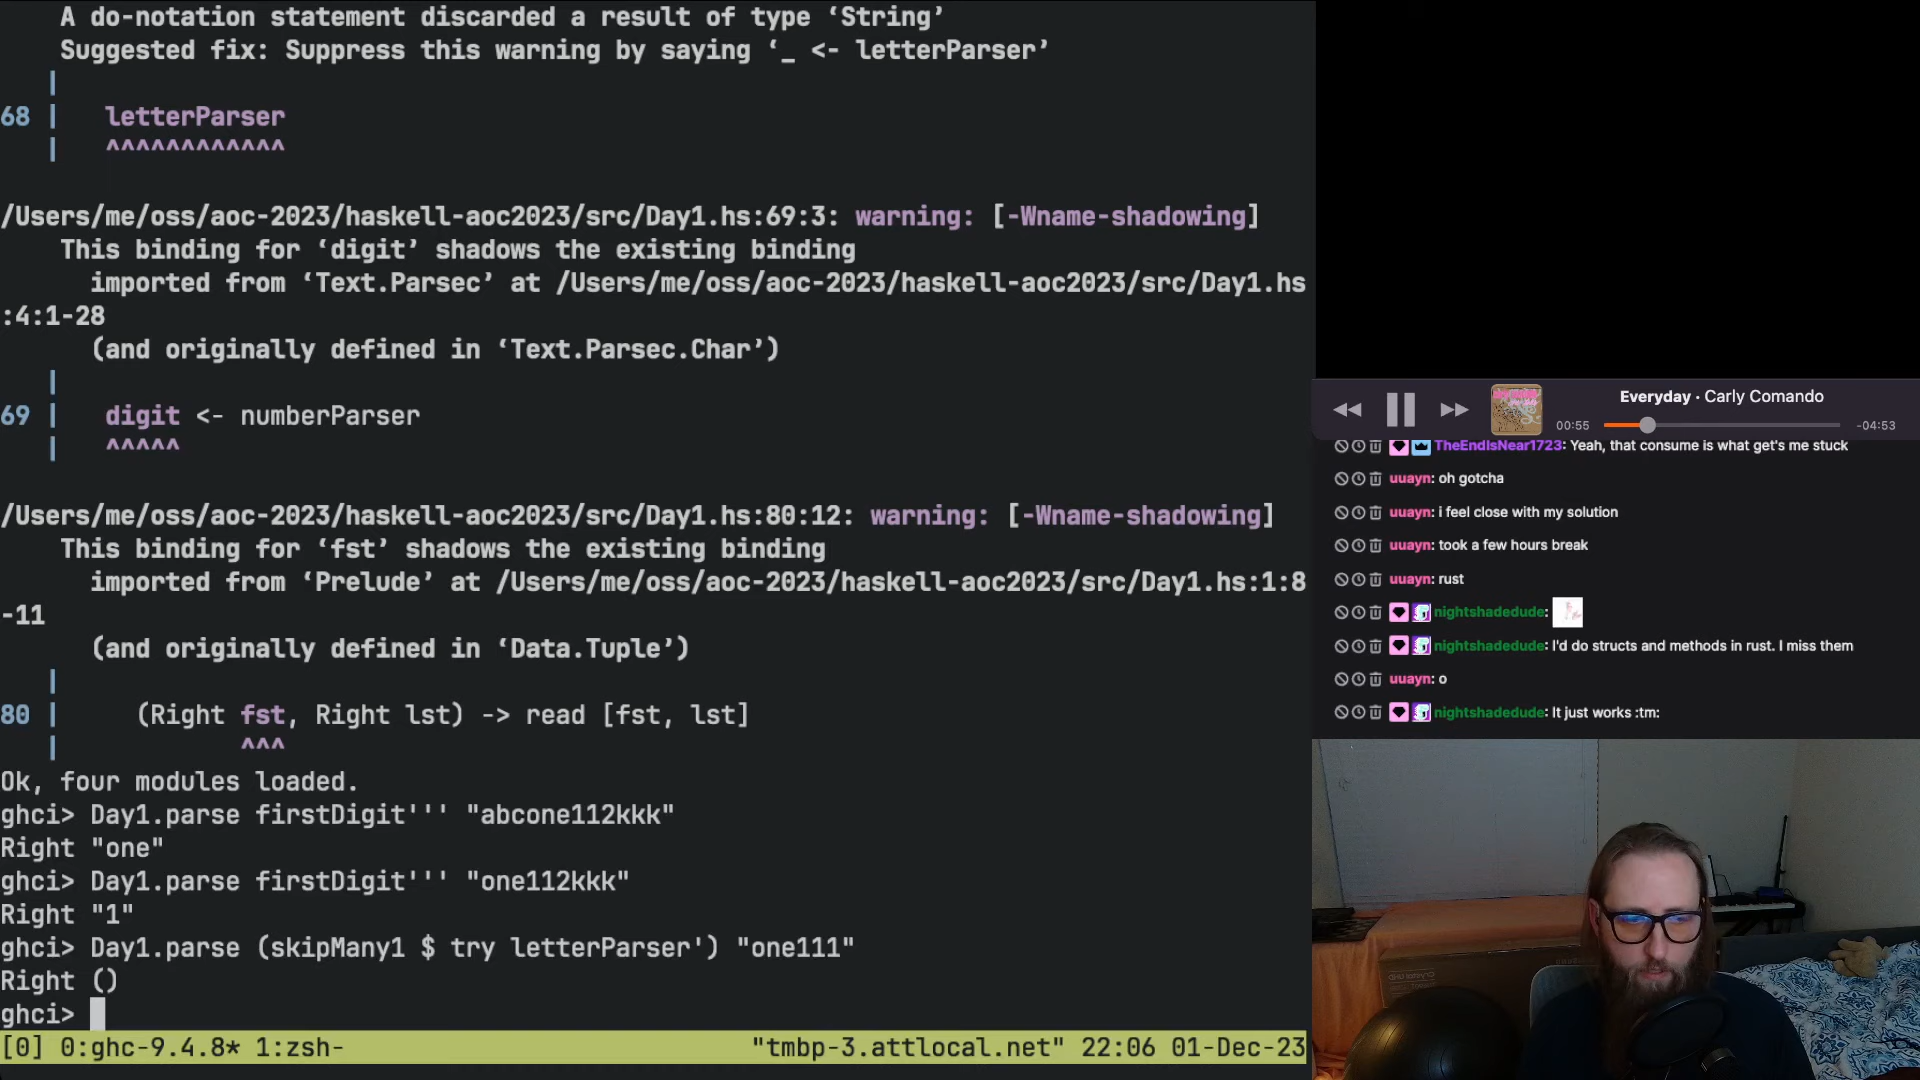 A do-notation statement discarded a result of type ‘String’
Suggested fix: Suppress this warning by saying ‘_ <- letterParser’
|
68 |   letterParser
|   ^^^^^^^^^^^^
/Users/me/oss/aoc-2023/haskell-aoc2023/src/Day1.hs:69:3: warning: [-Wname-shadowing]
This binding for ‘digit’ shadows the existing binding
imported from ‘Text.Parsec’ at /Users/me/oss/aoc-2023/haskell-aoc2023/src/Day1.hs
:4:1-28
(and originally defined in ‘Text.Parsec.Char’)
|
69 |   digit <- numberParser
|   ^^^^^
/Users/me/oss/aoc-2023/haskell-aoc2023/src/Day1.hs:80:12: warning: [-Wname-shadowing]
This binding for ‘fst’ shadows the existing binding
imported from ‘Prelude’ at /Users/me/oss/aoc-2023/haskell-aoc2023/src/Day1.hs:1:8
-11
(and originally defined in ‘Data.Tuple’)
|
80 |     (Right fst, Right lst) -> read [fst, lst]
|            ^^^
Ok, four modules loaded.
ghci> Day1.parse firstDigit''' "abcone112kkk"
Right "one"
ghci> Day1.parse firstDigit''' "one112kkk"
Right "1"
ghci> Day1.parse (skipMany1 $ try letterParser') "one111"
Right ()
ghci>
[0] 0:ghc-9.4.8* 1:zsh- "tmbp-3.attlocal.net" 22:06 01-Dec-23
Everyday · Carly Comando
00:55 -04:53
TheEndIsNear1723: Yeah, that consume is what get's me stuck
uuayn: oh gotcha
uuayn: i feel close with my solution
uuayn: took a few hours break
uuayn: rust
nightshadedude:
nightshadedude: I'd do structs and methods in rust. I miss them
uuayn: o
nightshadedude: It just works :tm: